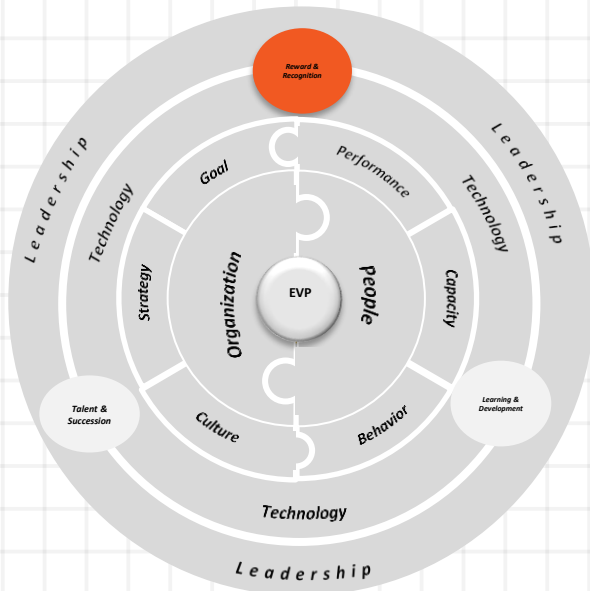 Reward &
Recognition
Leadership
Leadership
Technology
Technology
Goal
Performance
Strategy
Organization
EVP
People
Capacity
Talent &
Succession
Learning &
Development
Culture
Behavior
Technology
Leadership